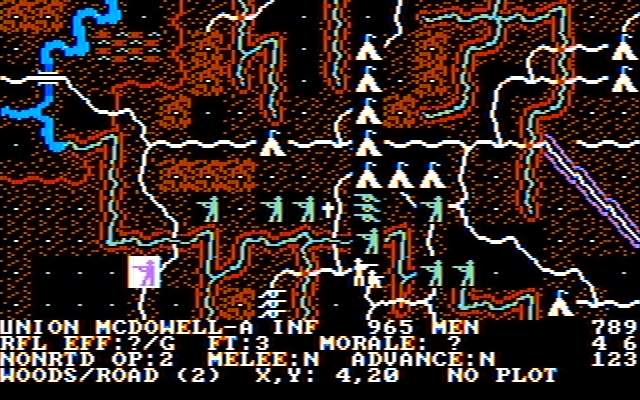 UNION MCDOWELL-A INF 965 MEN 789
RFL EFF:?/G FT:3 MORALE: ? 4 6
NONRTD OP:2 MELEE:N ADVANCE:N 123
WOODS/ROAD (2) X,Y: 4,20 NO PLOT